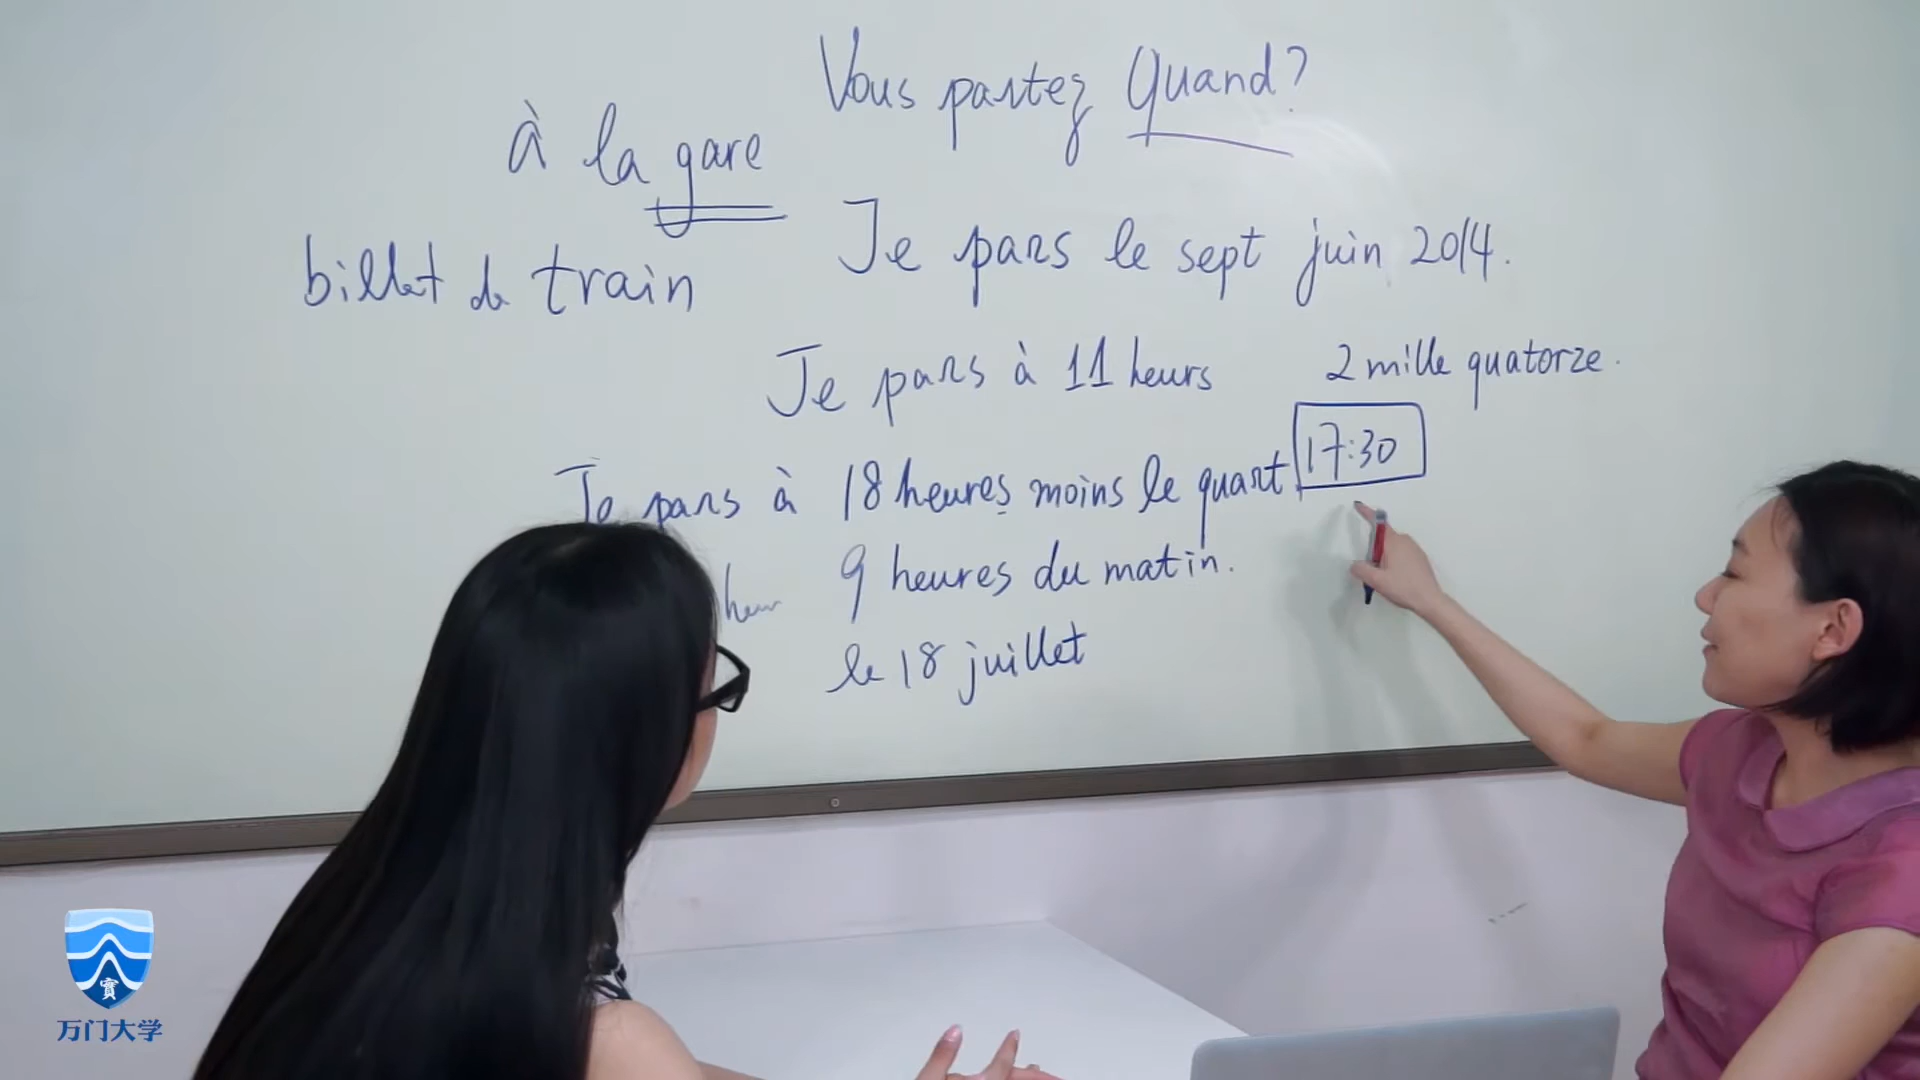 Vous partez Quand?
à la gare
billet de train
Je pars le sept juin 2014.
Je pars à 11 heurs
2 mille quatorze.
17:30
Je pars à 18 heures moins le quart
9 heures du matin.
le 18 juillet
實
万门大学